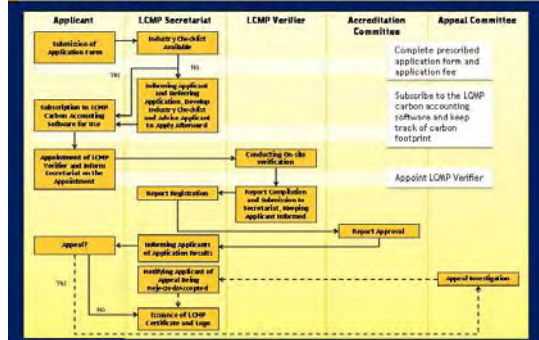 Applicant
LCMP Secretariat
LCMP Verifier
Accreditation
Committee
Appeal Committee
Submission of
Application Form
Industry Checklist
Available
Yes
No
Informing Applicant
and Deferring
Application, Develop
Industry Checklist
and Advise Applicant
to Apply Afterward
Subscription to LCMP
Carbon Accounting
Software for Use
Appointment of LCMP
Verifier and Inform
Secretariat on the
Appointment
Conducting On-site
Verification
Report Registration
Report Compilation
and Submission to
Secretariat, Keeping
Applicant Informed
Report Approval
Appeal?
Informing Applicants
of Application Results
Notifying Applicant of
Appeal Being
Rejected/Accepted
Appeal Investigation
Yes
No
Issuance of LCMP
Certificate and Logo
Complete prescribed
application form and
application fee
Subscribe to the LCMP
carbon accounting
software and keep
track of carbon
footprint
Appoint LCMP Verifier